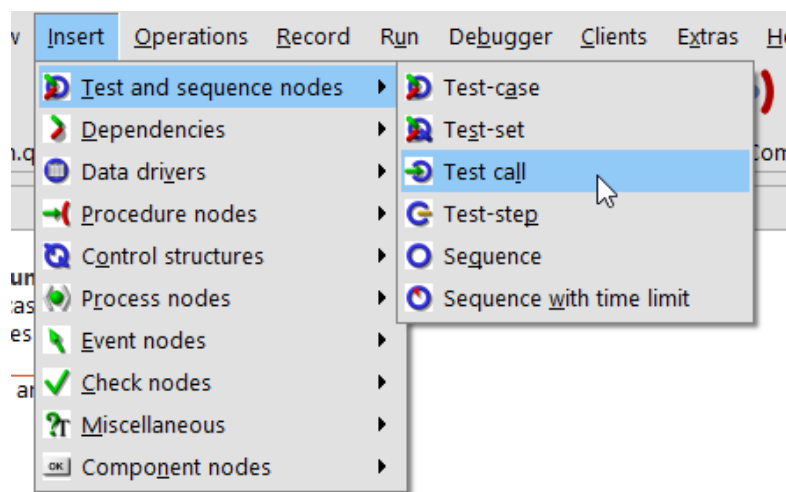 Insert Operations Record Run Debugger Clients Extras
Test and sequence nodes
Dependencies
Data drivers
Procedure nodes
Control structures
Process nodes
Event nodes
Check nodes
Miscellaneous
Component nodes
Test-case
Test-set
Test call
Test-step
Sequence
Sequence with time limit
OK